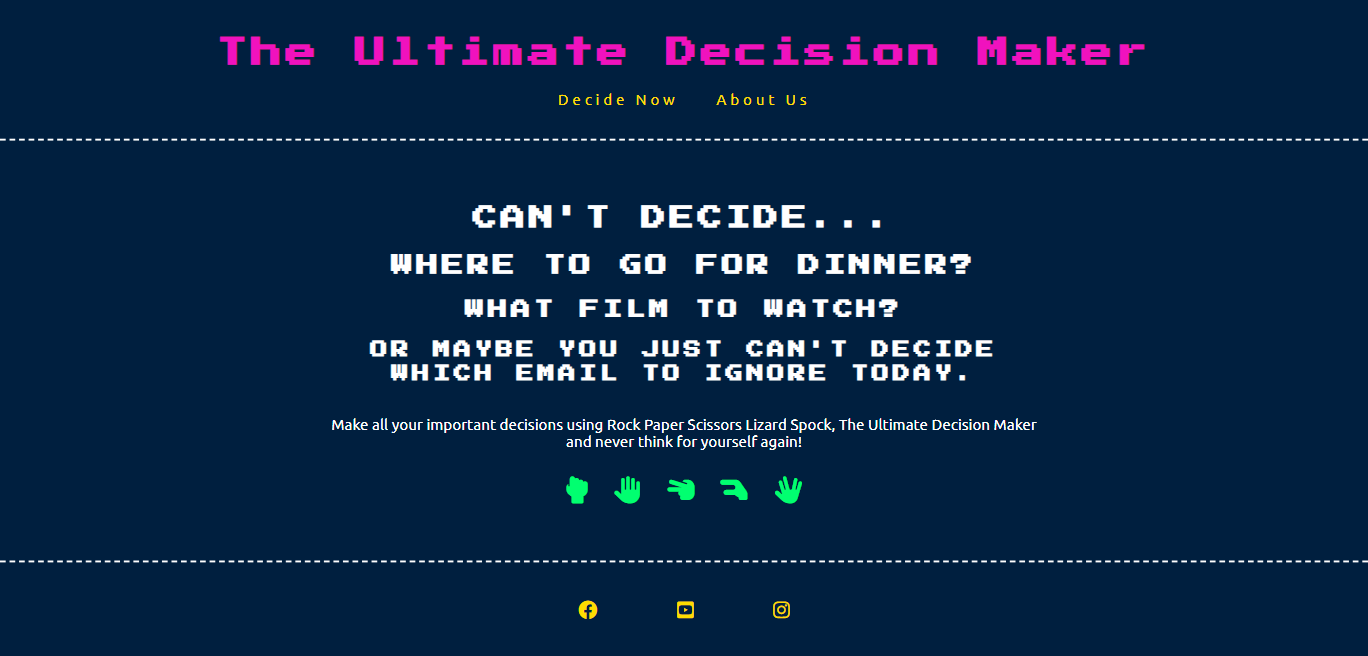 The Ultimate Decision Maker
Decide Now About Us
CAN'T DECIDE...
WHERE TO GO FOR DINNER?
WHAT FILM TO WATCH?
OR MAYBE YOU JUST CAN'T DECIDE
WHICH EMAIL TO IGNORE TODAY.
Make all your important decisions using Rock Paper Scissors Lizard Spock, The Ultimate Decision Maker
and never think for yourself again!